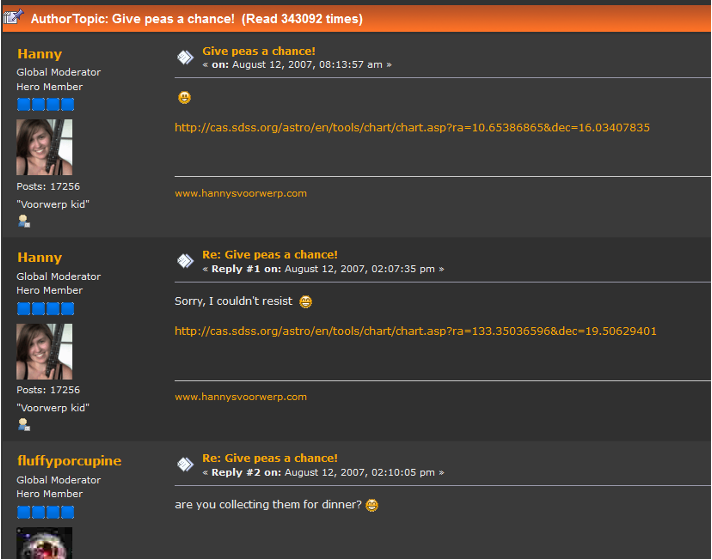 AuthorTopic: Give peas a chance!  (Read 343092 times)
Hanny
Global Moderator
Hero Member
Posts: 17256
"Voorwerp kid"
Give peas a chance!
« on: August 12, 2007, 08:13:57 am »
http://cas.sdss.org/astro/en/tools/chart/chart.asp?ra=10.65386865&dec=16.03407835
www.hannysvoorwerp.com
Hanny
Global Moderator
Hero Member
Posts: 17256
"Voorwerp kid"
Re: Give peas a chance!
« Reply #1 on: August 12, 2007, 02:07:35 pm »
Sorry, I couldn't resist
http://cas.sdss.org/astro/en/tools/chart/chart.asp?ra=133.35036596&dec=19.50629401
www.hannysvoorwerp.com
fluffyporcupine
Global Moderator
Hero Member
Re: Give peas a chance!
« Reply #2 on: August 12, 2007, 02:10:05 pm »
are you collecting them for dinner?